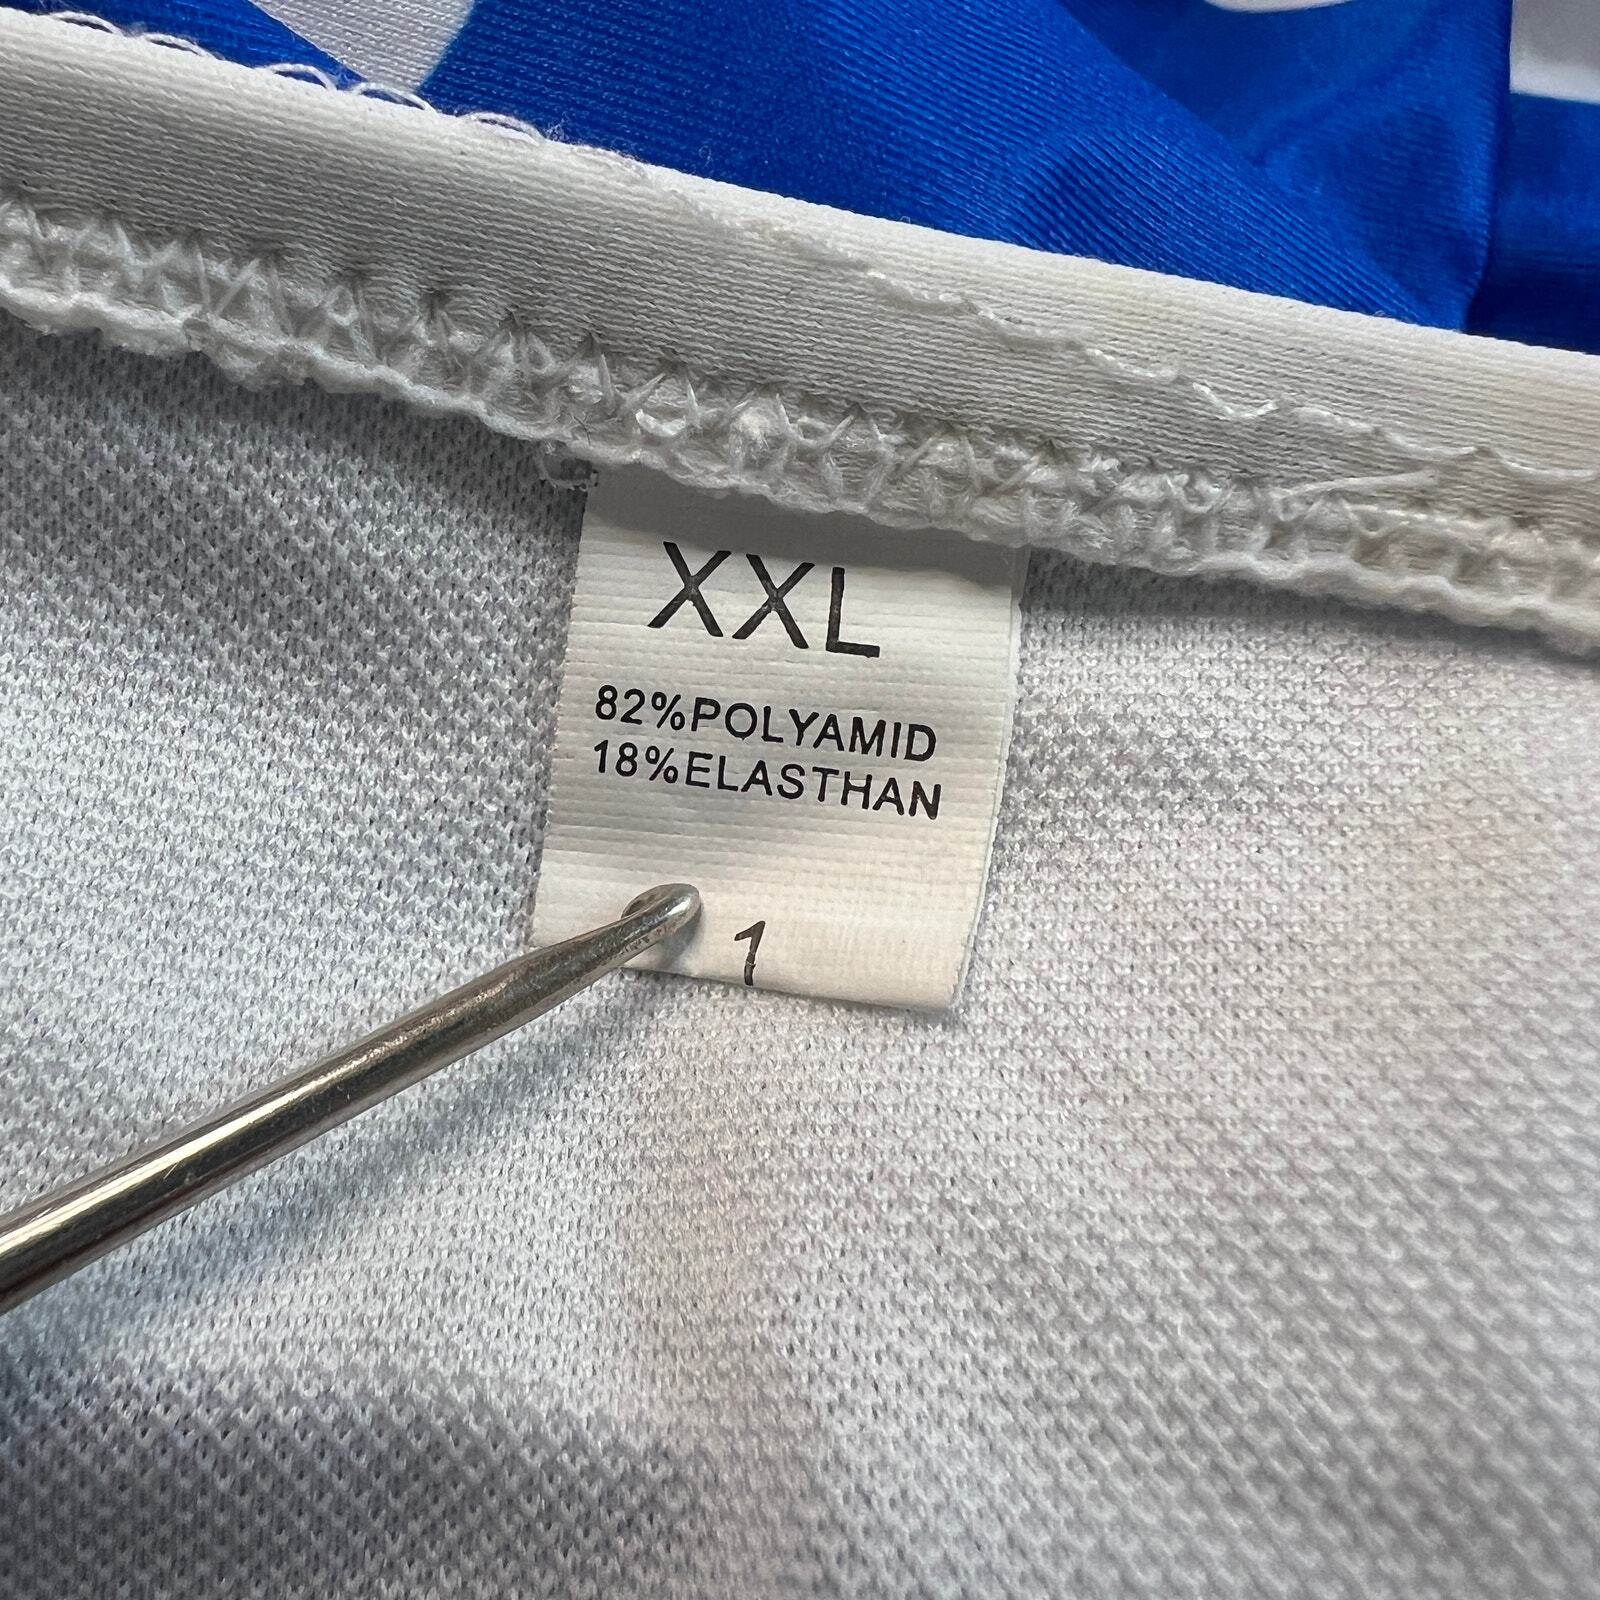 XXL
82%POLYAMID
18%ELASTHAN
1